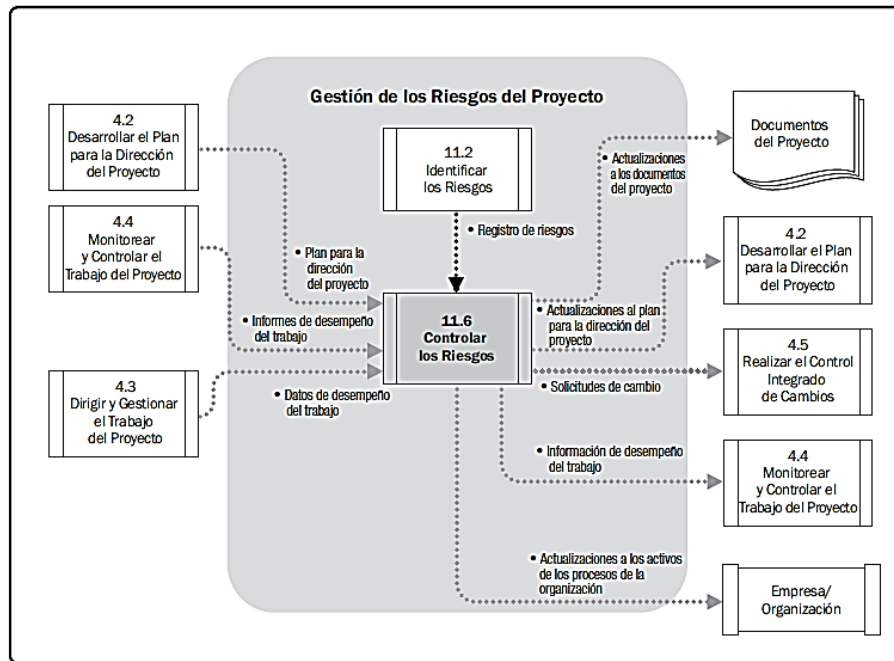 Gestión de los Riesgos del Proyecto
4.2
Desarrollar el Plan
para la Dirección
del Proyecto
4.4
Monitorear
y Controlar el
Trabajo del Proyecto
4.3
Dirigir y Gestionar
el Trabajo
del Proyecto
11.2
Identificar
los Riesgos
• Registro de riesgos
• Plan para la
dirección
del proyecto
• Informes de desempeño
del trabajo
• Datos de desempeño
del trabajo
11.6
Controlar
los Riesgos
• Actualizaciones
a los documentos
del proyecto
• Actualizaciones al plan
para la dirección del
proyecto
• Solicitudes de cambio
• Información de desempeño
del trabajo
• Actualizaciones a los activos
de los procesos de la
organización
Documentos
del Proyecto
4.2
Desarrollar el Plan
para la Dirección
del Proyecto
4.5
Realizar el Control
Integrado
de Cambios
4.4
Monitorear
y Controlar el
Trabajo del Proyecto
Empresa/
Organización